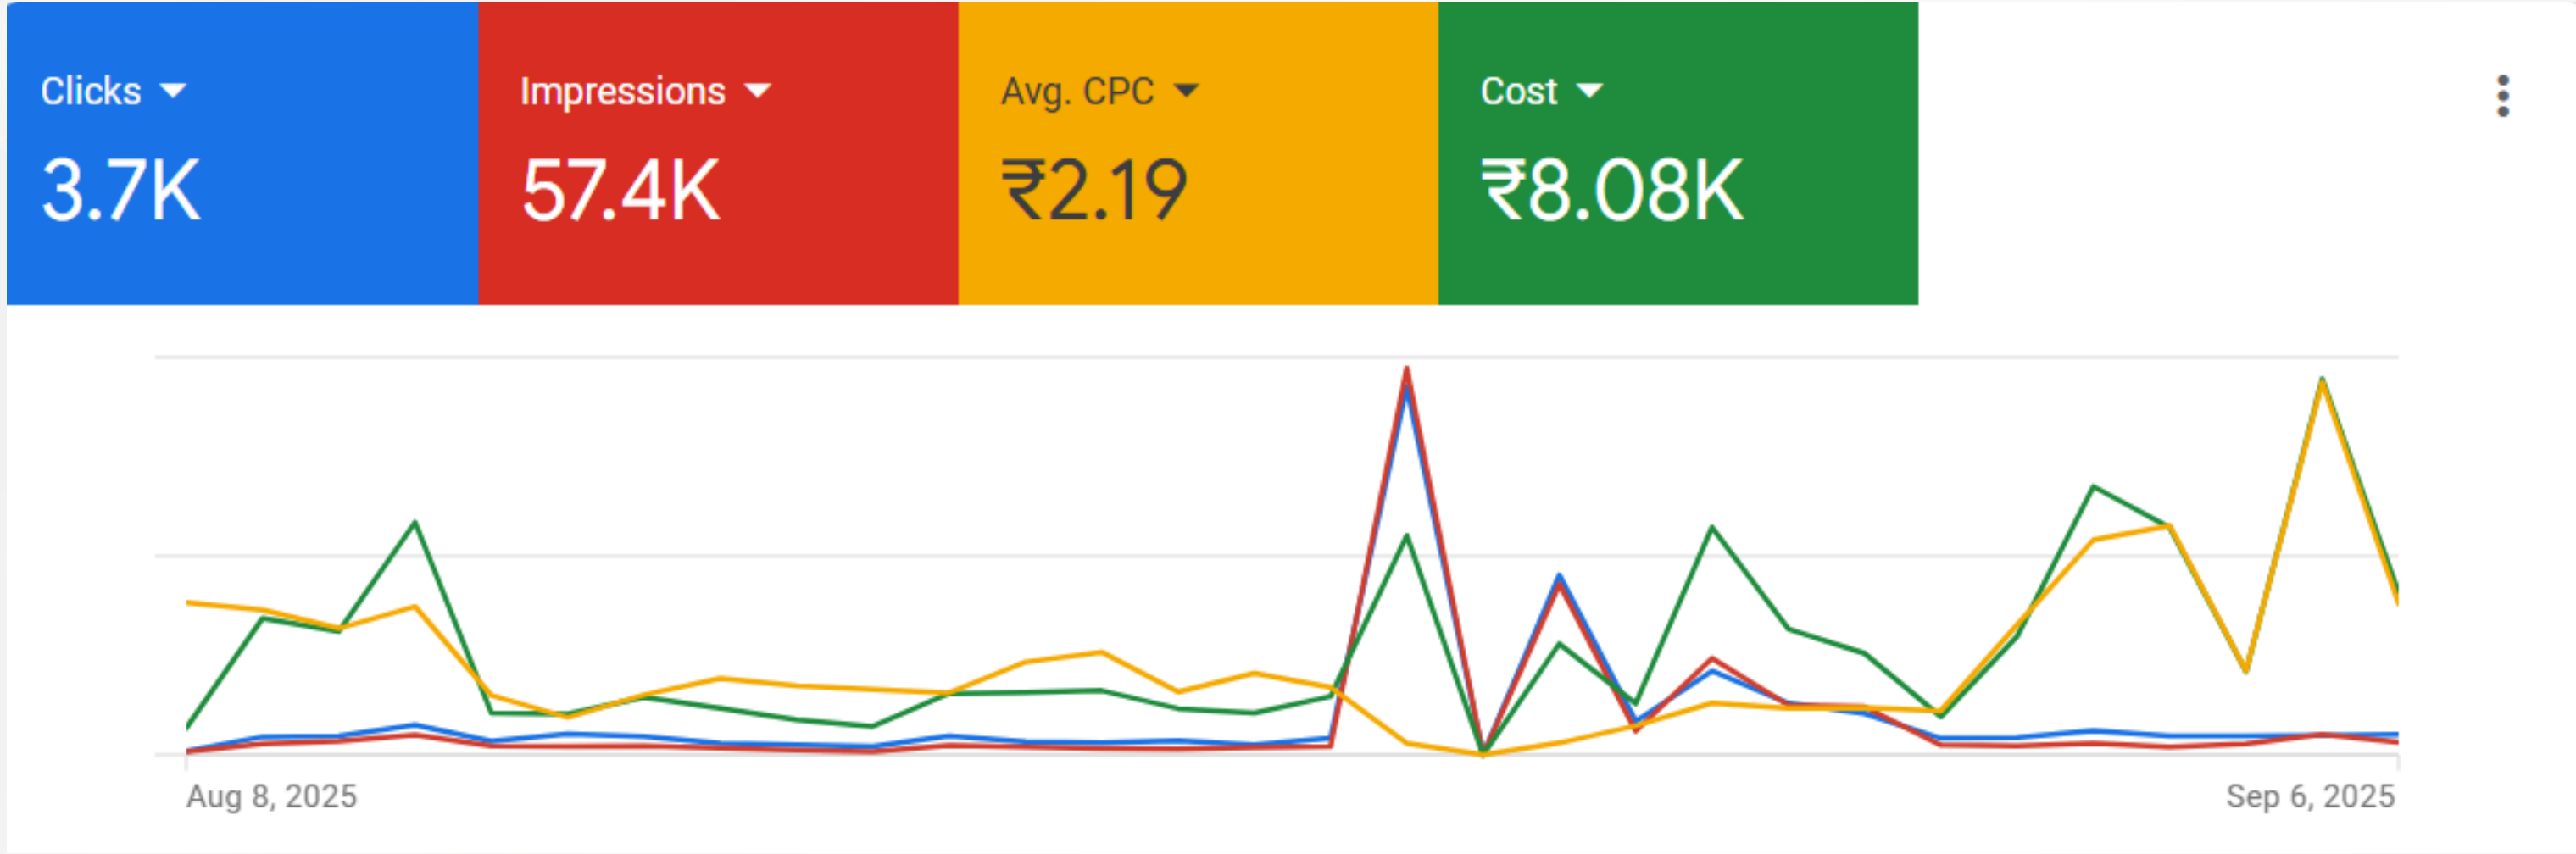 Clicks
3.7K
Impressions
57.4K
Avg. CPC
₹2.19
Cost
₹8.08K
Aug 8, 2025
Sep 6, 2025